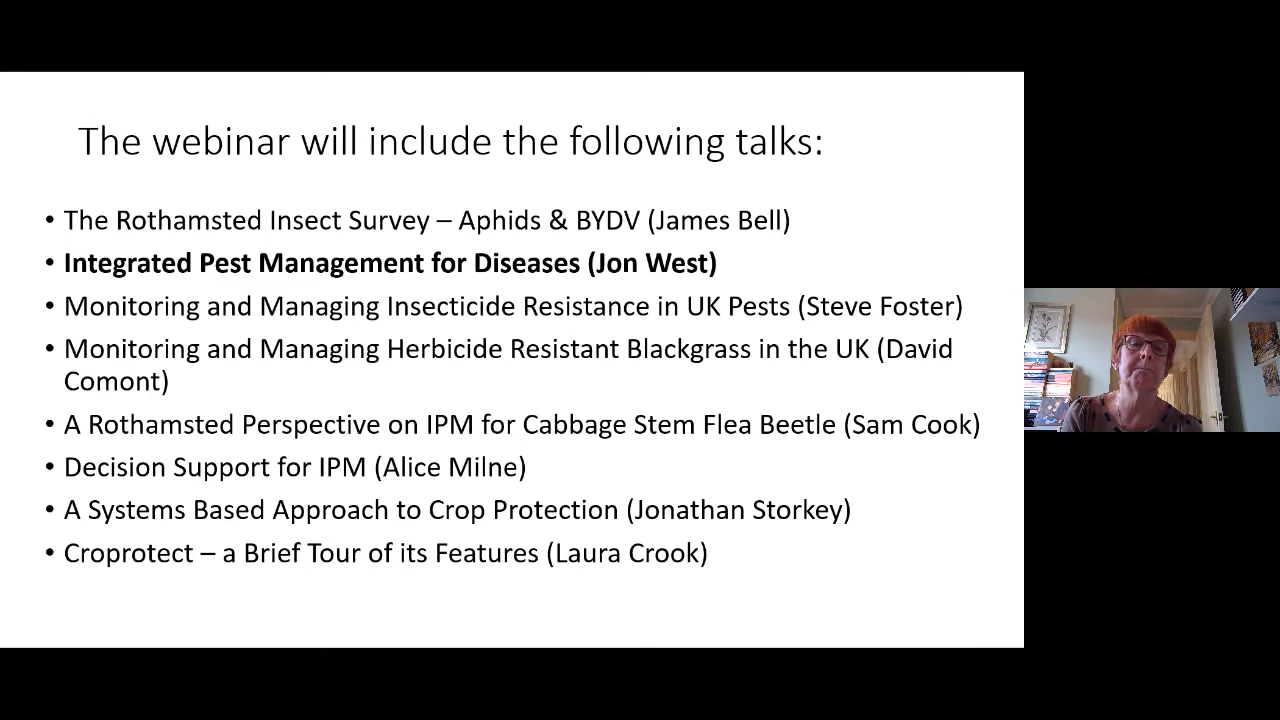 The webinar will include the following talks:
• The Rothamsted Insect Survey – Aphids & BYDV (James Bell)
• Integrated Pest Management for Diseases (Jon West)
• Monitoring and Managing Insecticide Resistance in UK Pests (Steve Foster)
• Monitoring and Managing Herbicide Resistant Blackgrass in the UK (David
Comont)
• A Rothamsted Perspective on IPM for Cabbage Stem Flea Beetle (Sam Cook)
• Decision Support for IPM (Alice Milne)
• A Systems Based Approach to Crop Protection (Jonathan Storkey)
• Croprotect – a Brief Tour of its Features (Laura Crook)